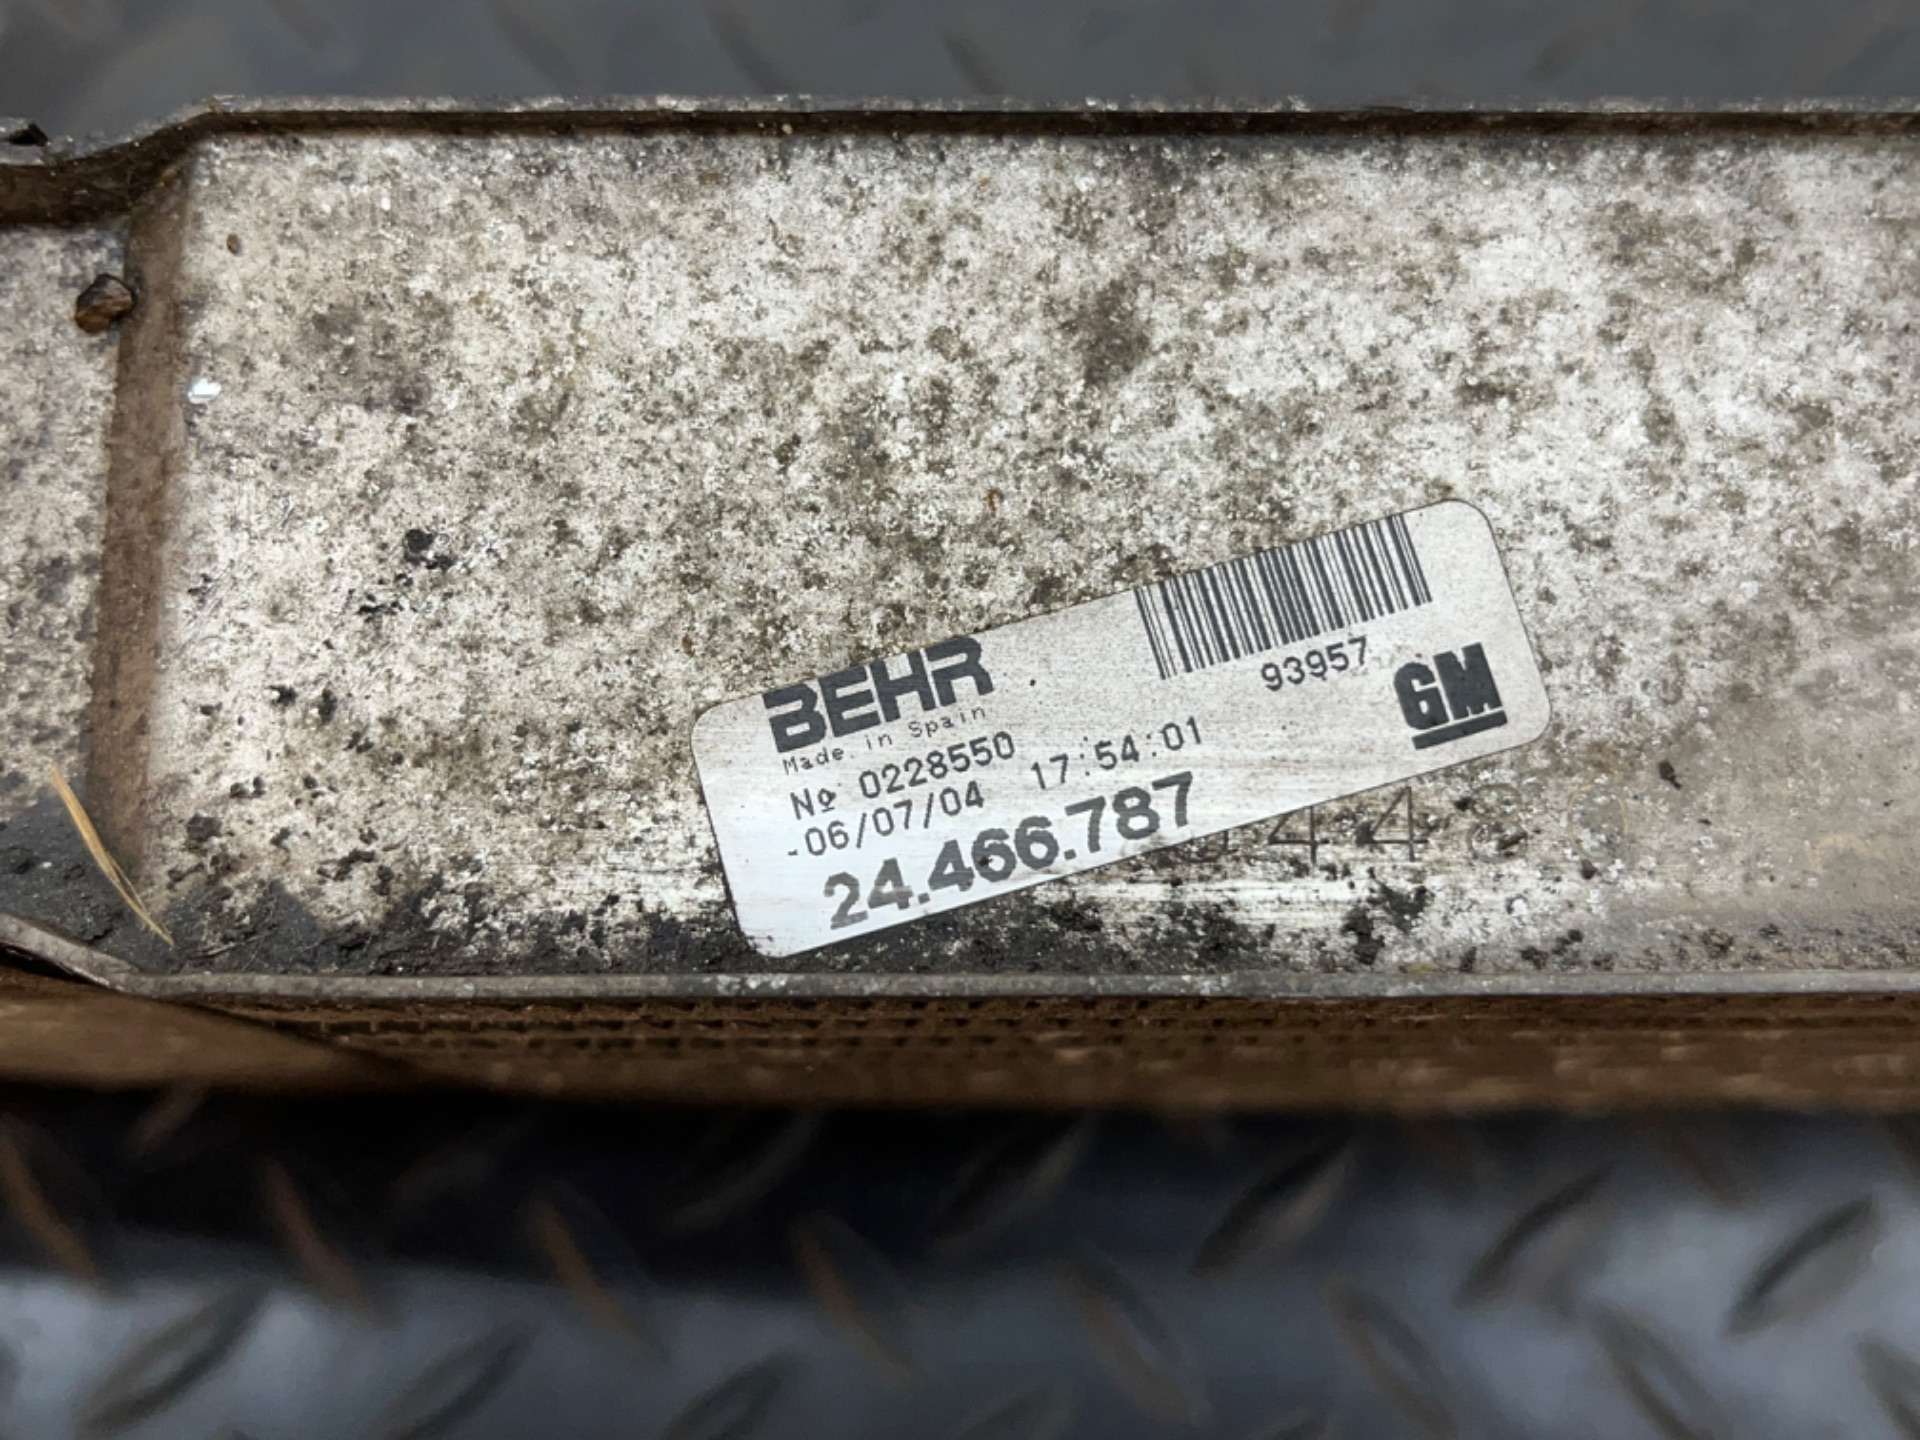 BEHR
Made in Spain
93957
GM
Nº 0228550
06/07/04 17:54:01
24.466.787